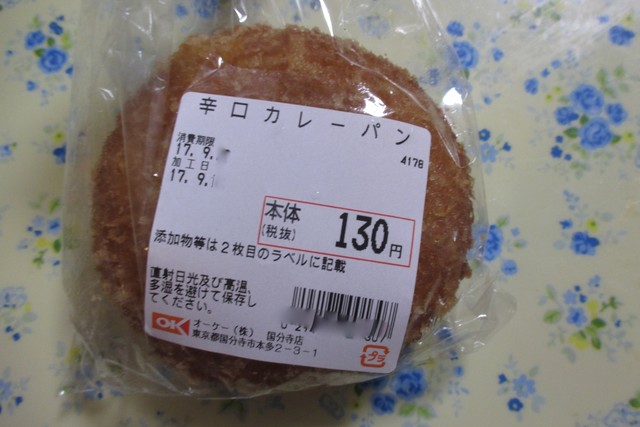 辛口カレーパン
4178
消費期限
17.9.
加工日
17.9.
本体
(税抜)
130円
添加物等は2枚目のラベルに記載
直射日光及び高温、
多湿を避けて保存し
てください。
OK
オーケー(株) 国分寺店
東京都国分寺市本多2-3-1
プラ